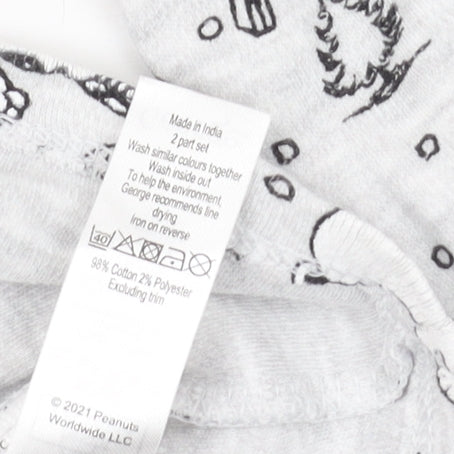 Made in India
2 part set
Wash similar colours together
Wash inside out
To help the environment,
George recommends line
drying
Iron on reverse
40
98% Cotton 2% Polyester
Excluding trim
© 2021 Peanuts
Worldwide LLC